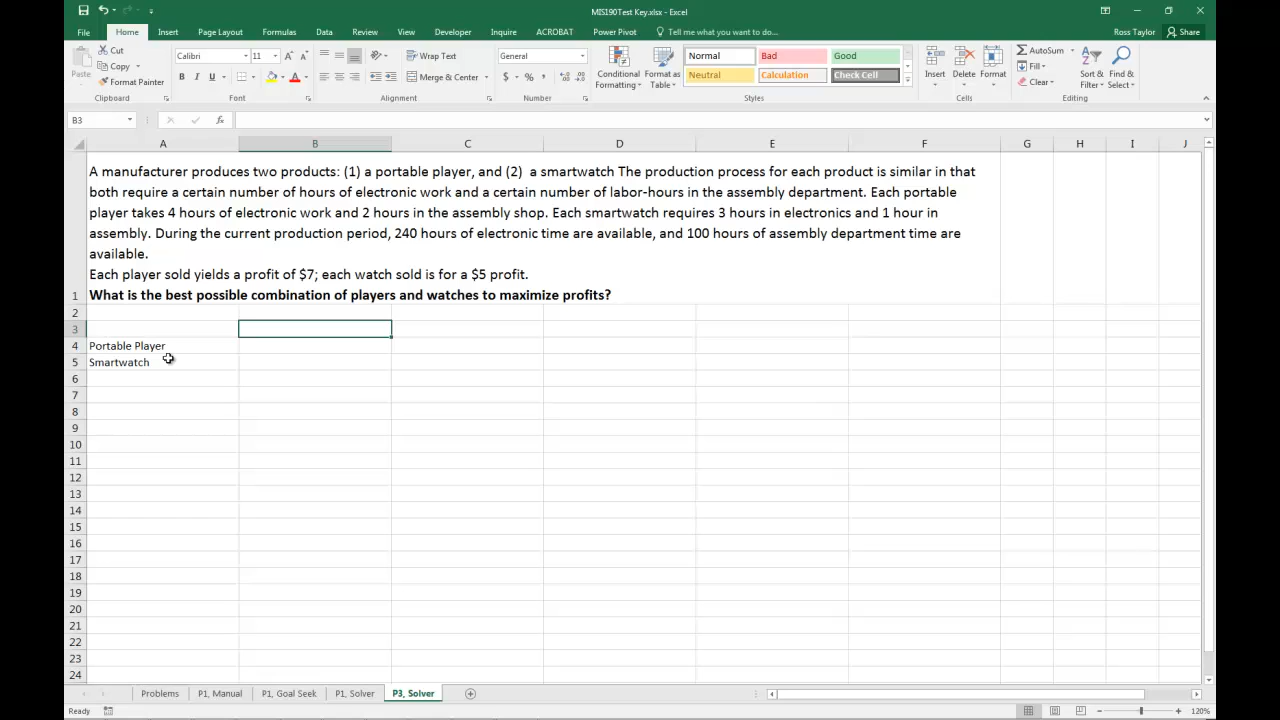 MIS190Test Key.xlsx - Excel
File Home Insert Page Layout Formulas Data Review View Developer Inquire ACROBAT Power Pivot Tell me what you want to do... Ross Taylor Share
Paste
Cut
Copy
Format Painter
Clipboard
Calibri 11
B I U A
Font
Wrap Text
Merge & Center
Alignment
General
$ % ,
Number
Conditional Formatting
Format as Table
Normal Bad Good
Neutral Calculation Check Cell
Styles
Insert Delete Format
Cells
AutoSum
Fill
Clear
Sort & Filter
Find & Select
Editing
B3 fx
A B C D E F G H I J
A manufacturer produces two products: (1) a portable player, and (2) a smartwatch The production process for each product is similar in that
both require a certain number of hours of electronic work and a certain number of labor-hours in the assembly department. Each portable
player takes 4 hours of electronic work and 2 hours in the assembly shop. Each smartwatch requires 3 hours in electronics and 1 hour in
assembly. During the current production period, 240 hours of electronic time are available, and 100 hours of assembly department time are
available.
Each player sold yields a profit of $7; each watch sold is for a $5 profit.
1 What is the best possible combination of players and watches to maximize profits?
2
3
4 Portable Player
5 Smartwatch
6
7
8
9
10
11
12
13
14
15
16
17
18
19
20
21
22
23
24
Problems P1, Manual P1, Goal Seek P1, Solver P3, Solver
Ready 120%